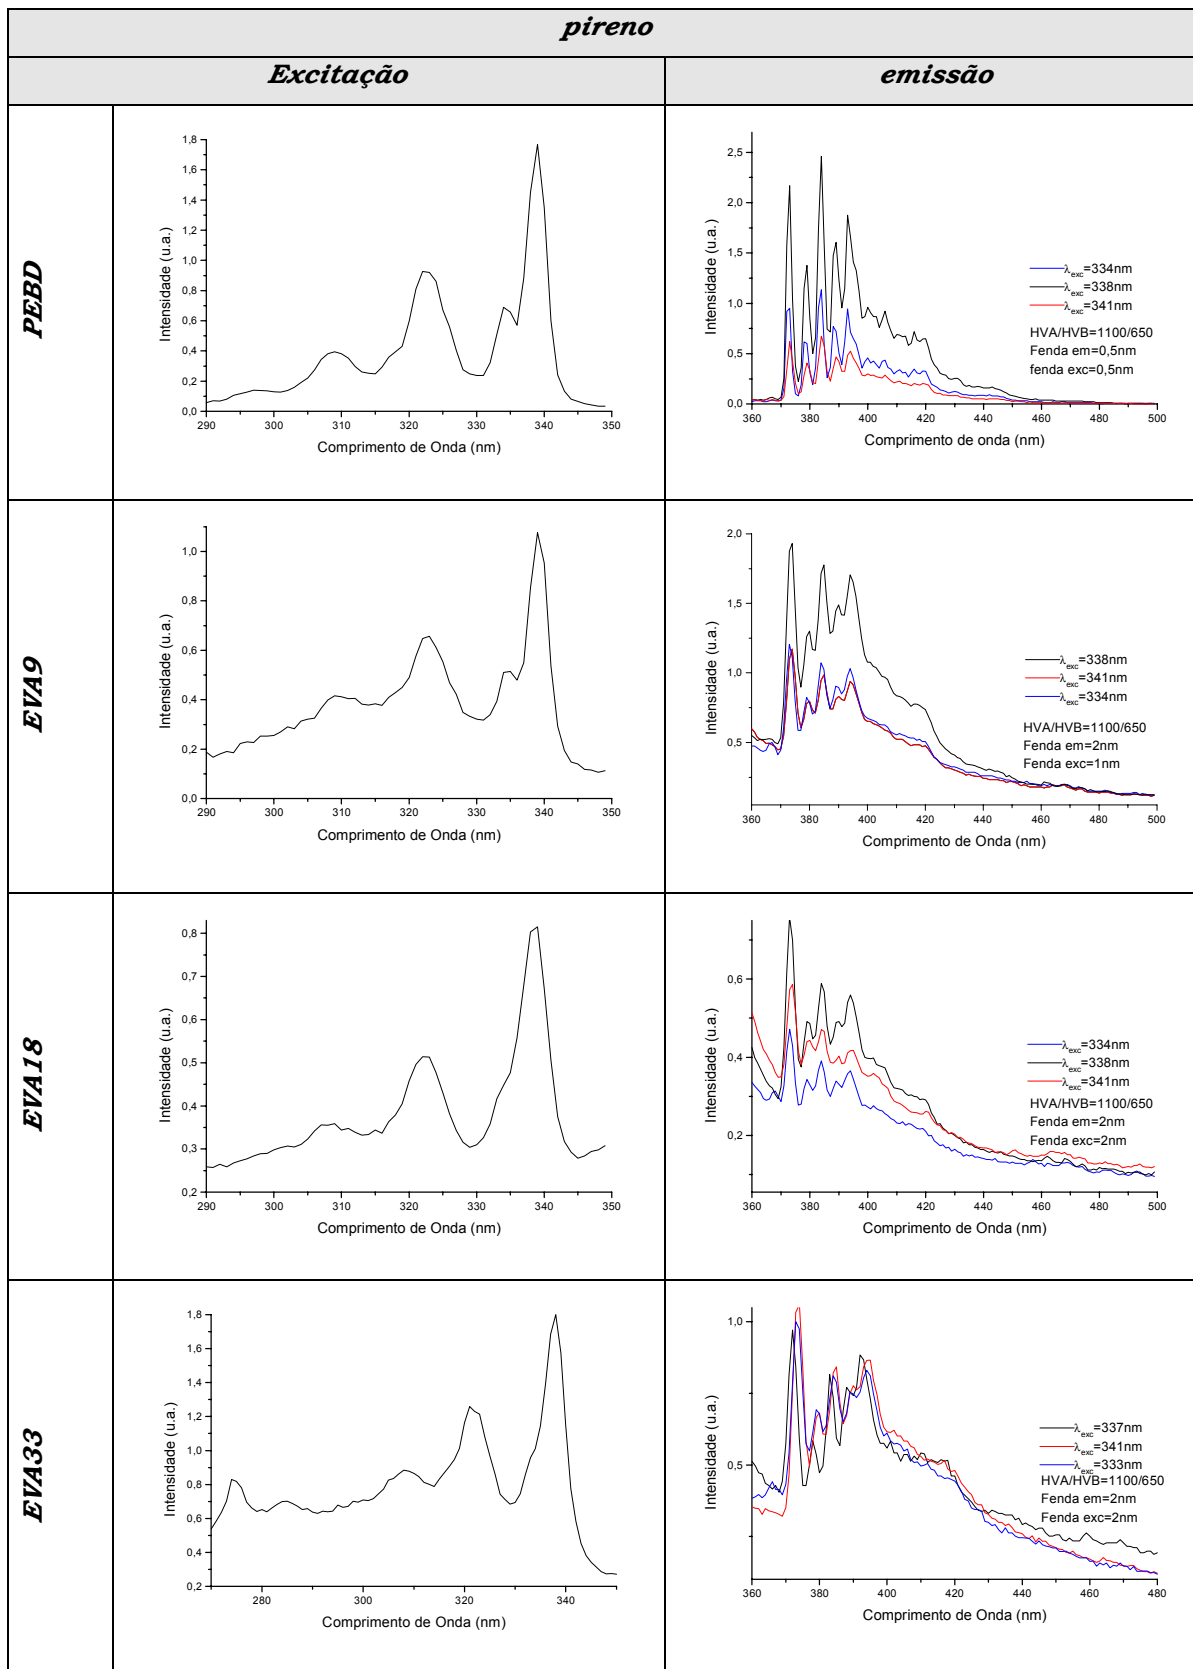 pireno
Excitação
emissão
PEBD
Intensidade (u.a.)
1,8
1,6
1,4
1,2
1,0
0,8
0,6
0,4
0,2
0,0
290 300 310 320 330 340 350
Comprimento de Onda (nm)
Intensidade (u.a.)
2,5
2,0
1,5
1,0
0,5
0,0
360 380 400 420 440 460 480 500
Comprimento de onda (nm)
λexc=334nm
λexc=338nm
λexc=341nm
HVA/HVB=1100/650
Fenda em=0,5nm
fenda exc=0,5nm
EVA9
Intensidade (u.a.)
1,0
0,8
0,6
0,4
0,2
0,0
290 300 310 320 330 340 350
Comprimento de Onda (nm)
Intensidade (u.a.)
2,0
1,5
1,0
0,5
360 380 400 420 440 460 480 500
Comprimento de Onda (nm)
λexc=338nm
λexc=341nm
λexc=334nm
HVA/HVB=1100/650
Fenda em=2nm
Fenda exc=1nm
EVA18
Intensidade (u.a.)
0,8
0,7
0,6
0,5
0,4
0,3
0,2
290 300 310 320 330 340 350
Comprimento de Onda (nm)
Intensidade (u.a.)
0,6
0,4
0,2
360 380 400 420 440 460 480 500
Comprimento de Onda (nm)
λexc=334nm
λexc=338nm
λexc=341nm
HVA/HVB=1100/650
Fenda em=2nm
Fenda exc=2nm
EVA33
Intensidade (u.a.)
1,8
1,6
1,4
1,2
1,0
0,8
0,6
0,4
0,2
280 300 320 340
Comprimento de Onda (nm)
Intensidade (u.a.)
1,0
0,5
360 380 400 420 440 460 480
Comprimento de Onda (nm)
λexc=337nm
λexc=341nm
λexc=333nm
HVA/HVB=1100/650
Fenda em=2nm
Fenda exc=2nm